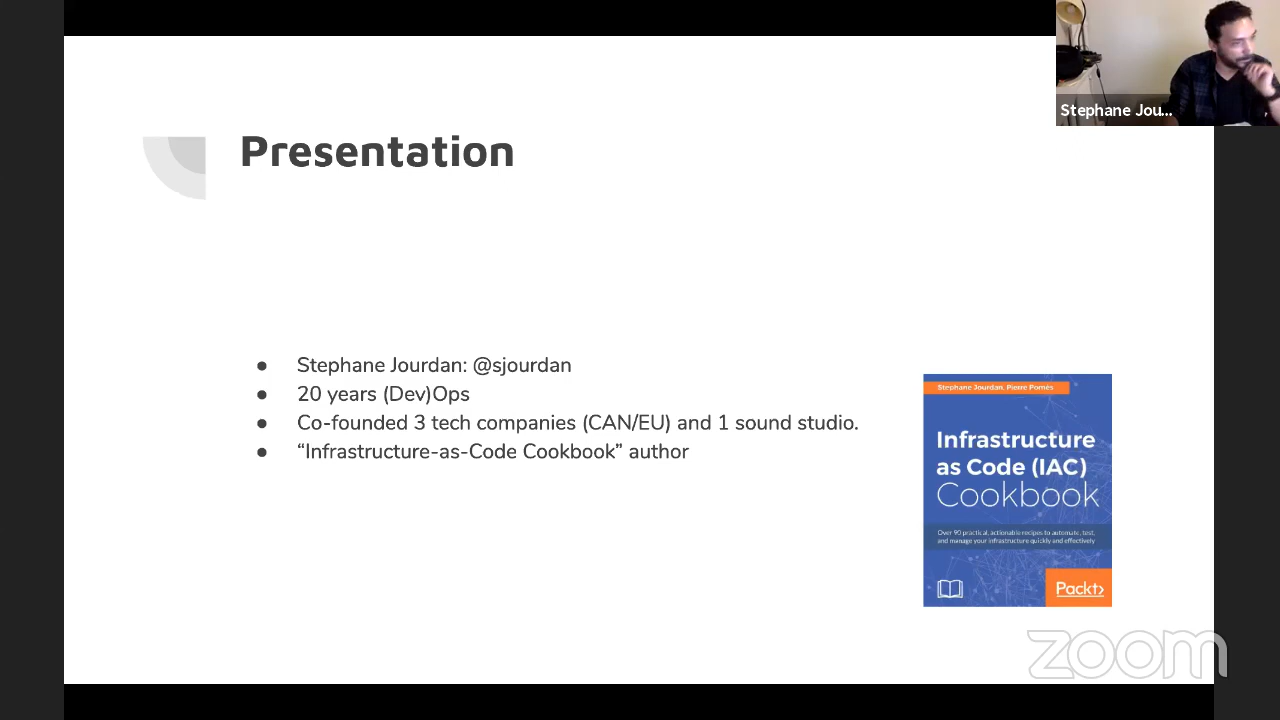 Stephane Jou...
Presentation
● Stephane Jourdan: @sjourdan
● 20 years (Dev)Ops
● Co-founded 3 tech companies (CAN/EU) and 1 sound studio.
● “Infrastructure-as-Code Cookbook” author
Stephane Jourdan, Pierre Pomès
Infrastructure
as Code (IAC)
Cookbook
Over 90 practical, actionable recipes to automate, test,
and manage your infrastructure quickly and effectively
Packt>
zoom